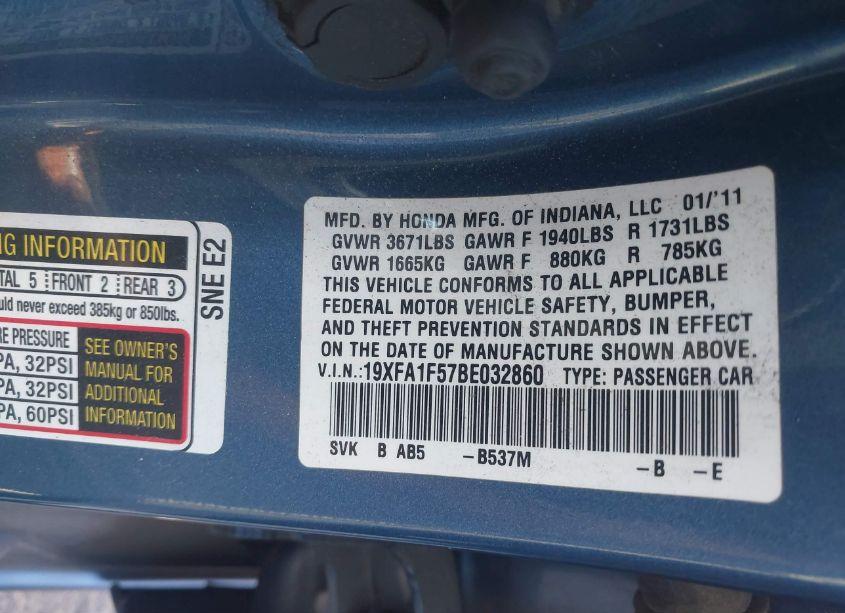 NG INFORMATION
TAL 5 FRONT 2 REAR 3
ould never exceed 385kg or 850lbs.
RE PRESSURE
PA, 32PSI
PA, 32PSI
PA, 60PSI
SEE OWNER'S
MANUAL FOR
ADDITIONAL
INFORMATION
SNE E2
MFD. BY HONDA MFG. OF INDIANA, LLC 01/'11
GVWR 3671LBS GAWR F 1940LBS R 1731LBS
GVWR 1665KG GAWR F 880KG R 785KG
THIS VEHICLE CONFORMS TO ALL APPLICABLE
FEDERAL MOTOR VEHICLE SAFETY, BUMPER,
AND THEFT PREVENTION STANDARDS IN EFFECT
ON THE DATE OF MANUFACTURE SHOWN ABOVE.
V.I.N.:19XFA1F57BE032860 TYPE: PASSENGER CAR
SVK B AB5 -B537M -B -E